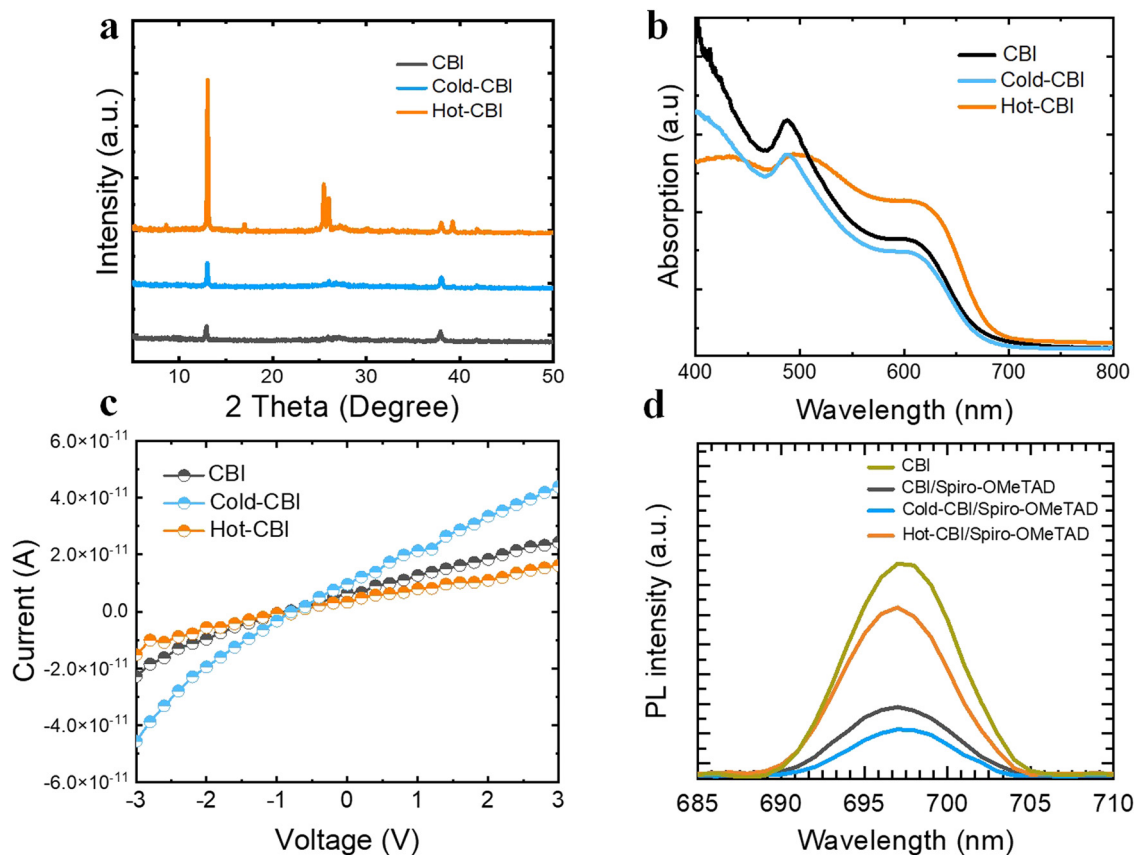 a
CBI
Cold-CBI
Hot-CBI
Intensity (a.u.)
10
20
30
40
50
2 Theta (Degree)
b
CBI
Cold-CBI
Hot-CBI
Absorption (a.u)
400
500
600
700
800
Wavelength (nm)
c
6.0×10-11
4.0×10-11
2.0×10-11
0.0
-2.0×10-11
-4.0×10-11
-6.0×10-11
CBI
Cold-CBI
Hot-CBI
Current (A)
-3
-2
-1
0
1
2
3
Voltage (V)
d
CBI
CBI/Spiro-OMeTAD
Cold-CBI/Spiro-OMeTAD
Hot-CBI/Spiro-OMeTAD
PL intensity (a.u.)
685
690
695
700
705
710
Wavelength (nm)